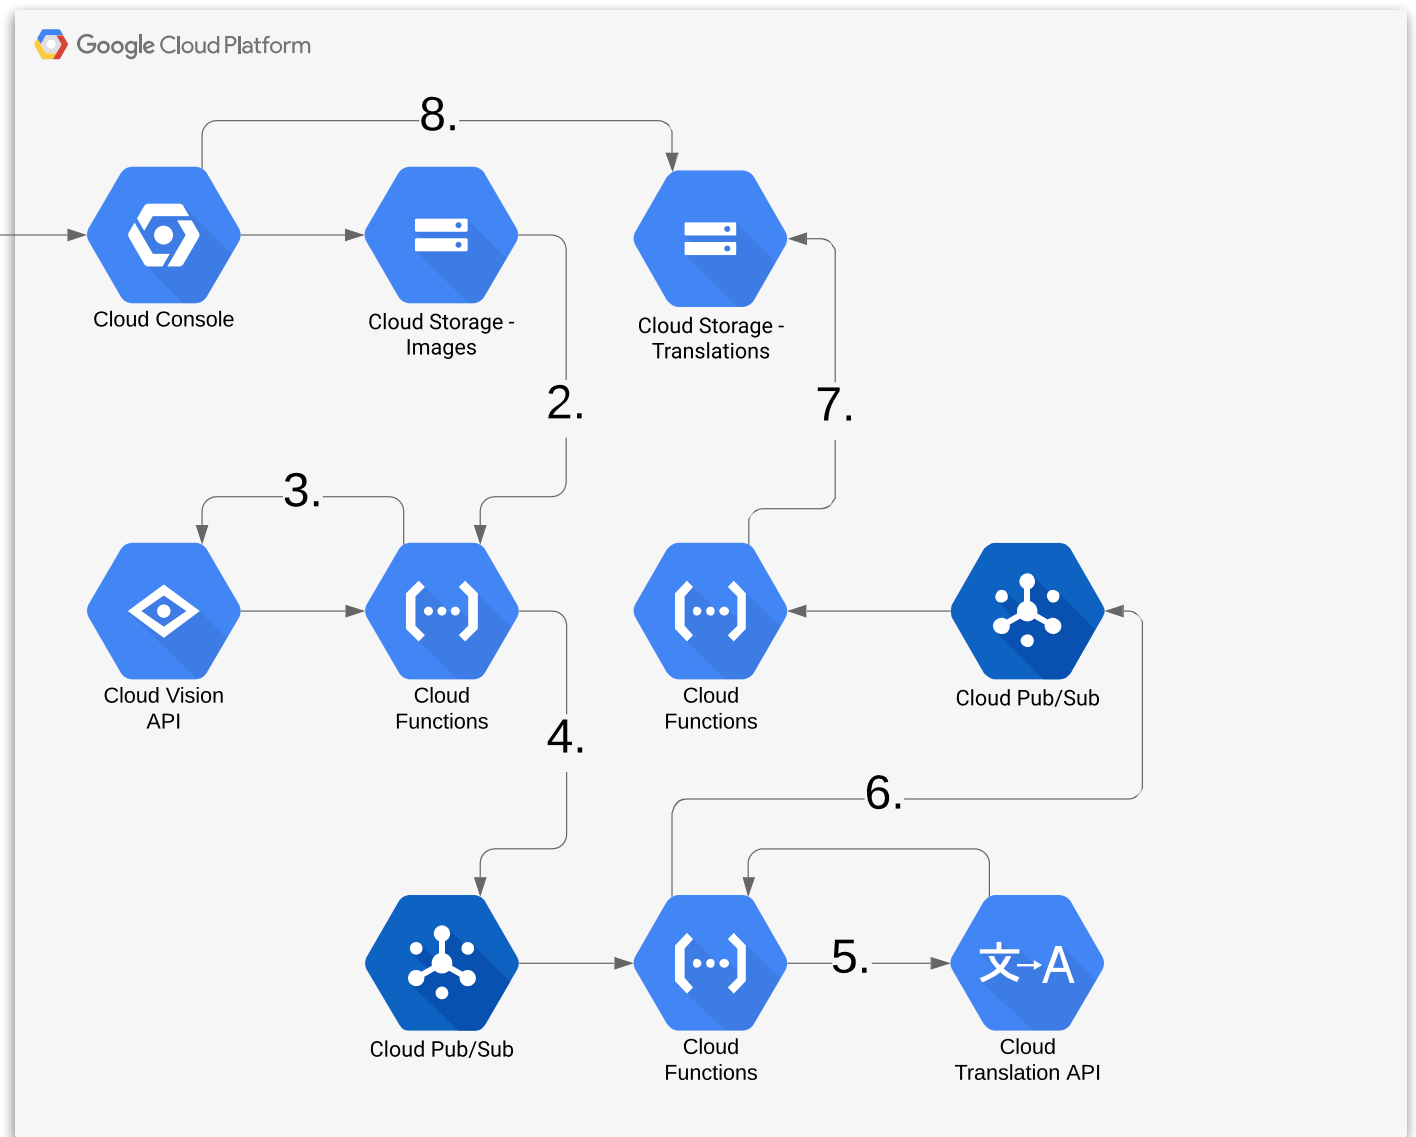 Google Cloud Platform
8.
Cloud Console
Cloud Storage -
Images
Cloud Storage -
Translations
2.
7.
3.
Cloud Vision
API
Cloud
Functions
Cloud
Functions
Cloud Pub/Sub
4.
6.
5.
文→A
Cloud Pub/Sub
Cloud
Functions
Cloud
Translation API